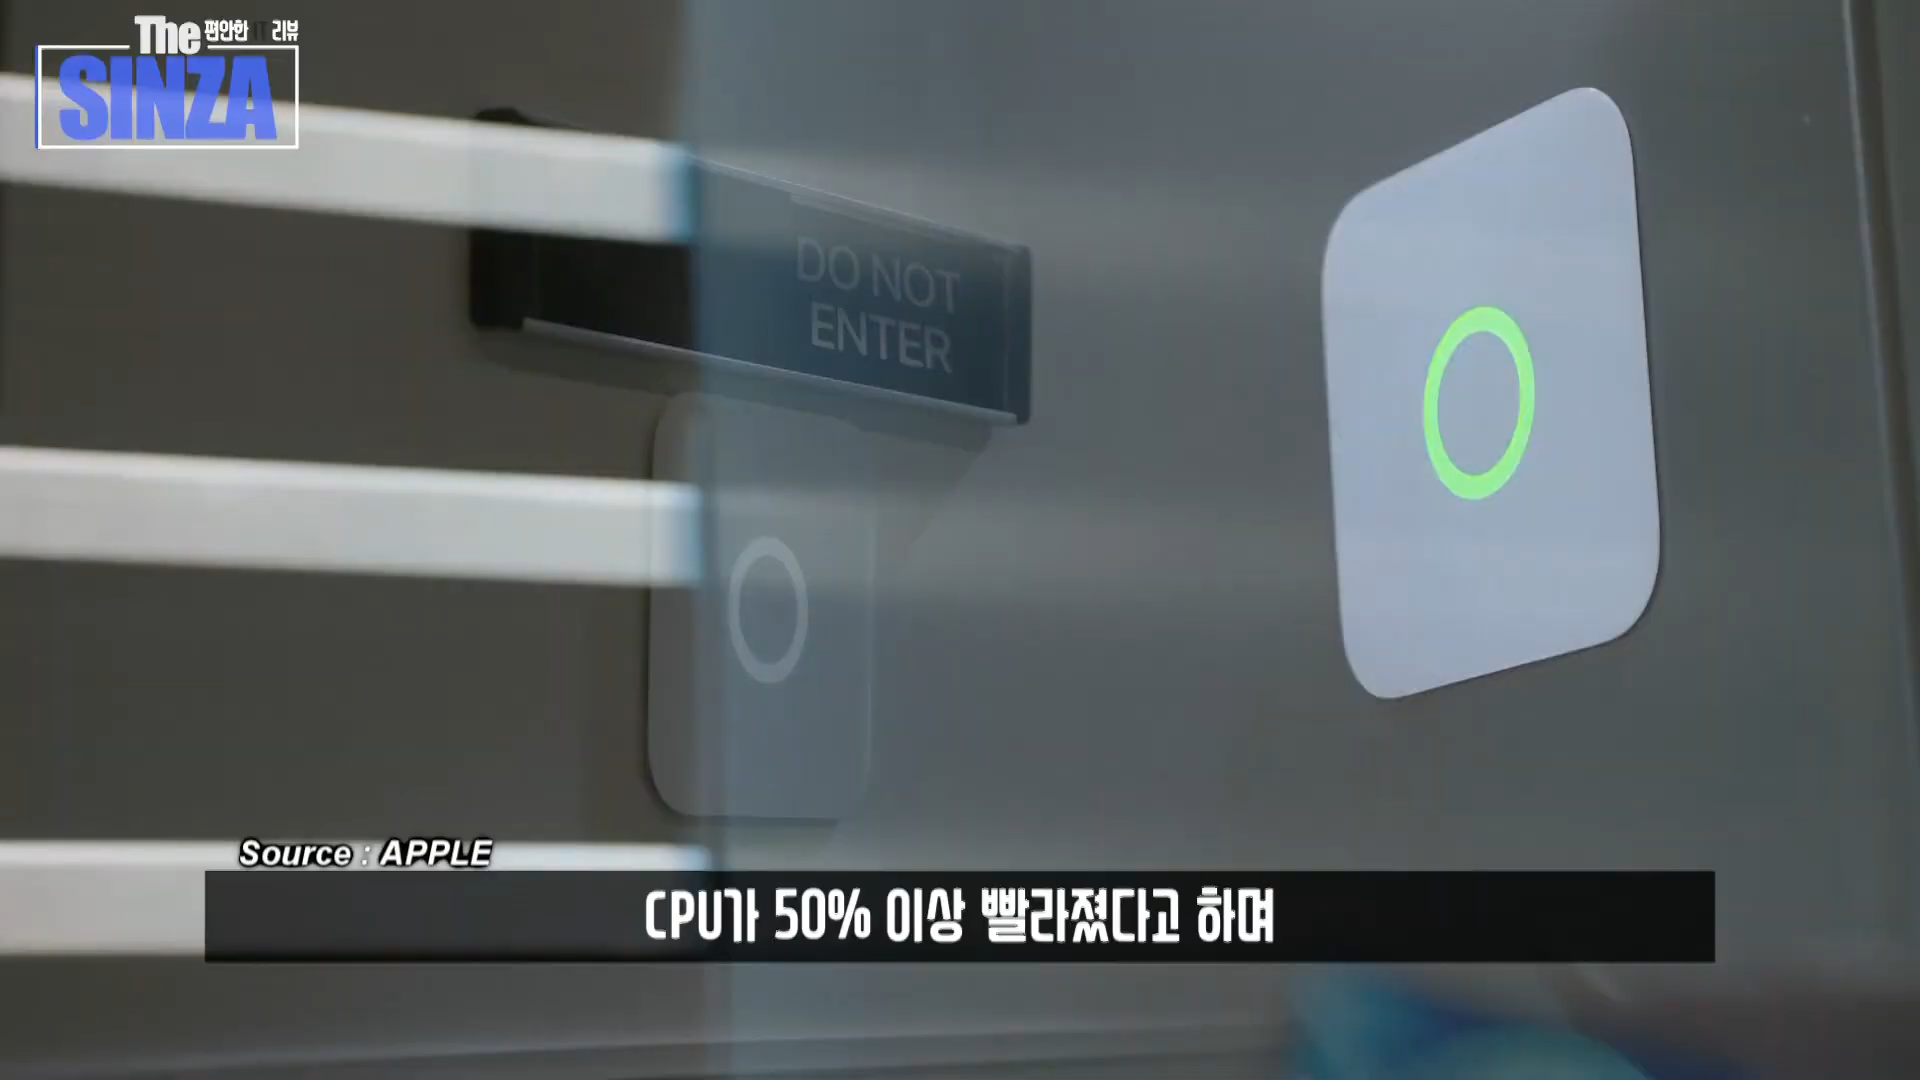 The 편안한 IT 리뷰
SINZA
DO NOT
ENTER
Source : APPLE
CPU가 50% 이상 빨라졌다고 하며